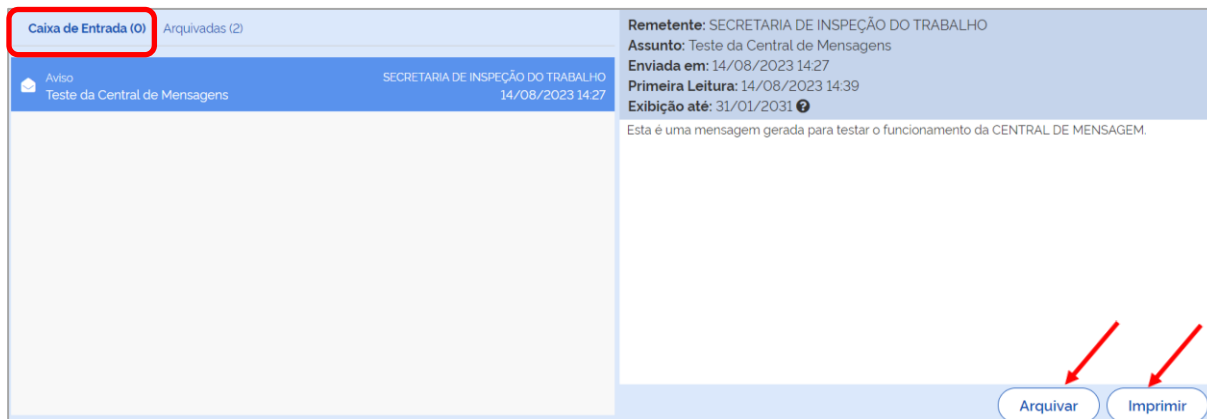 Caixa de Entrada (0) Arquivadas (2)
Aviso SECRETARIA DE INSPEÇÃO DO TRABALHO
Teste da Central de Mensagens 14/08/2023 14:27
Remetente: SECRETARIA DE INSPEÇÃO DO TRABALHO
Assunto: Teste da Central de Mensagens
Enviada em: 14/08/2023 14:27
Primeira Leitura: 14/08/2023 14:39
Exibição até: 31/01/2031 ?
Esta é uma mensagem gerada para testar o funcionamento da CENTRAL DE MENSAGEM.
Arquivar Imprimir